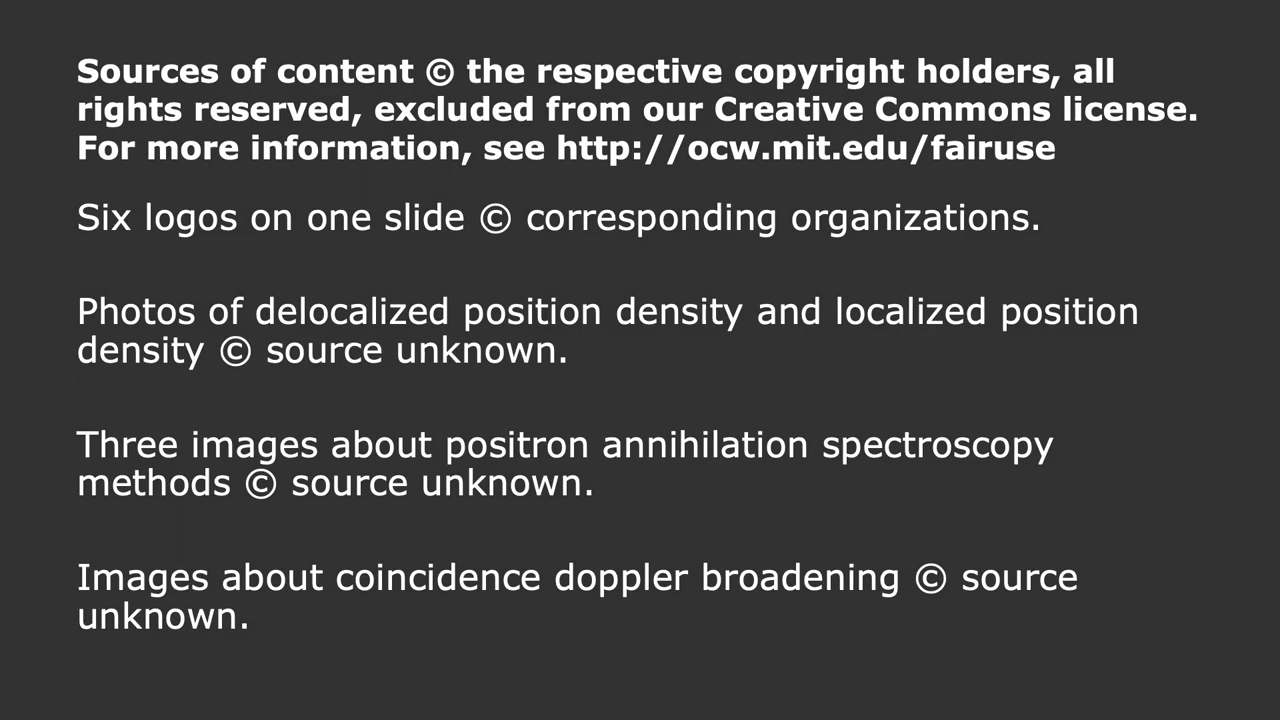 Sources of content © the respective copyright holders, all
rights reserved, excluded from our Creative Commons license.
For more information, see http://ocw.mit.edu/fairuse
Six logos on one slide © corresponding organizations.
Photos of delocalized position density and localized position
density © source unknown.
Three images about positron annihilation spectroscopy
methods © source unknown.
Images about coincidence doppler broadening © source
unknown.